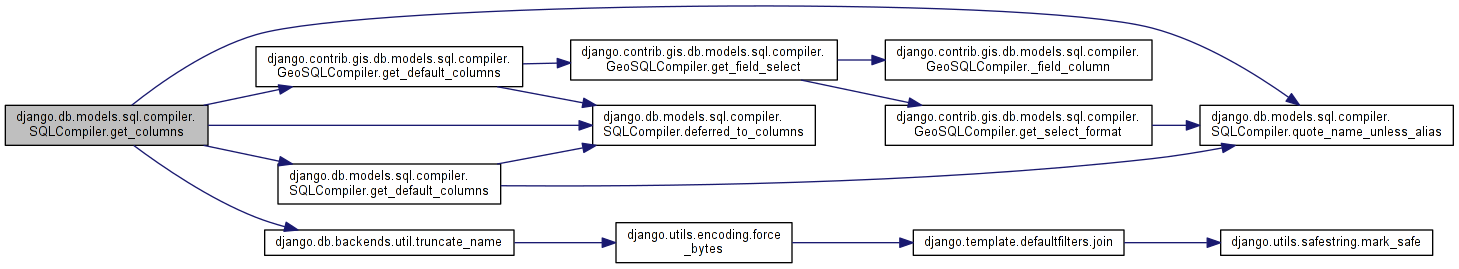 django.db.models.sql.compiler.
SQLCompiler.get_columns
django.contrib.gis.db.models.sql.compiler.
GeoSQLCompiler.get_default_columns
django.contrib.gis.db.models.sql.compiler.
GeoSQLCompiler.get_field_select
django.contrib.gis.db.models.sql.compiler.
GeoSQLCompiler._field_column
django.db.models.sql.compiler.
SQLCompiler.deferred_to_columns
django.contrib.gis.db.models.sql.compiler.
GeoSQLCompiler.get_select_format
django.db.models.sql.compiler.
SQLCompiler.quote_name_unless_alias
django.db.models.sql.compiler.
SQLCompiler.get_default_columns
django.db.backends.util.truncate_name
django.utils.encoding.force
_bytes
django.template.defaultfilters.join
django.utils.safestring.mark_safe